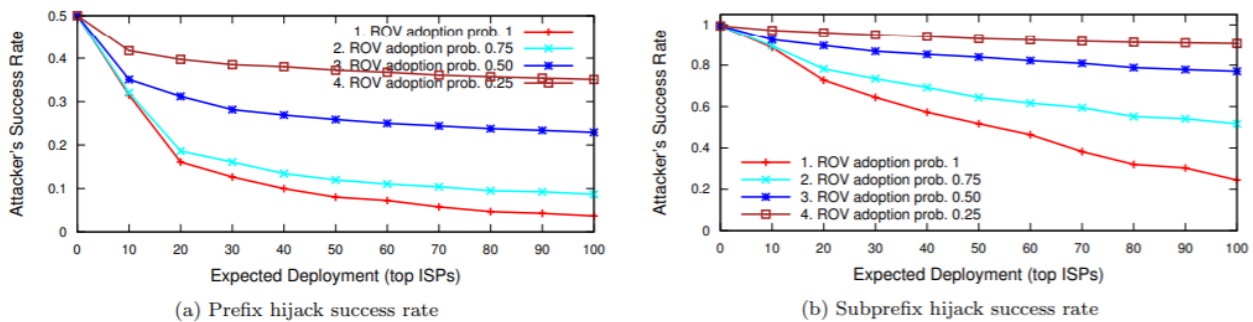 Attacker's Success Rate
0.5
0.4
0.3
0.2
0.1
0
1. ROV adoption prob. 1
2. ROV adoption prob. 0.75
3. ROV adoption prob. 0.50
4. ROV adoption prob. 0.25
0 10 20 30 40 50 60 70 80 90 100
Expected Deployment (top ISPs)
(a) Prefix hijack success rate
Attacker's Success Rate
1
0.8
0.6
0.4
0.2
0
1. ROV adoption prob. 1
2. ROV adoption prob. 0.75
3. ROV adoption prob. 0.50
4. ROV adoption prob. 0.25
0 10 20 30 40 50 60 70 80 90 100
Expected Deployment (top ISPs)
(b) Subprefix hijack success rate